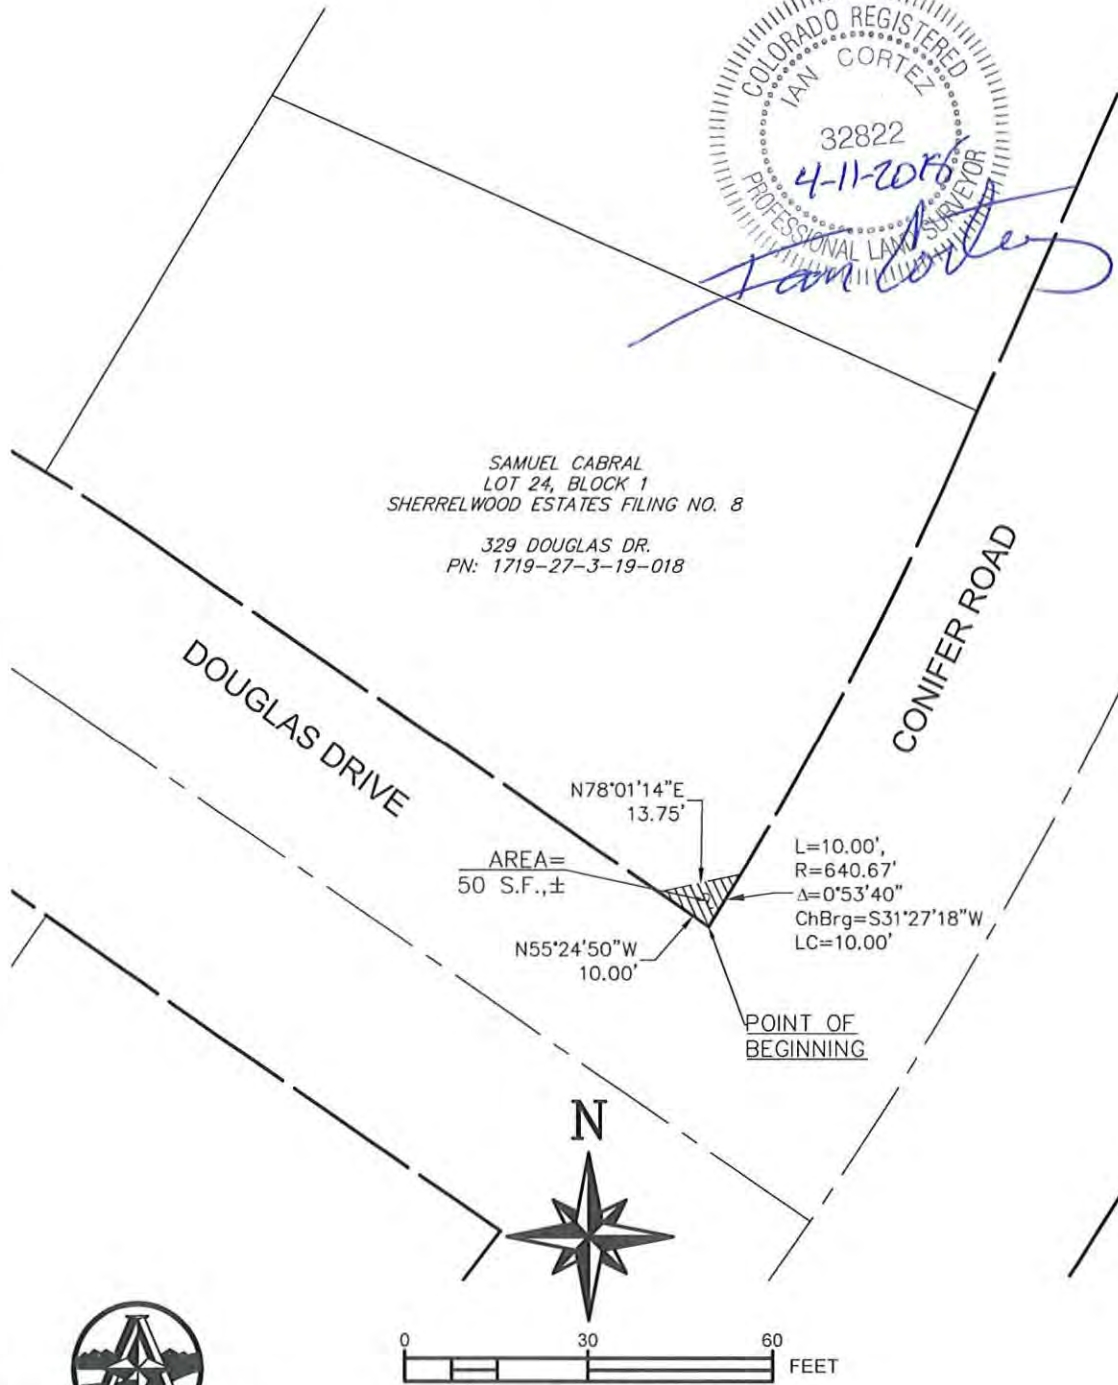 COLORADO REGISTERED
IAN CORTEZ
32822
4-11-2018
PROFESSIONAL LAND SURVEYOR
Ian Cortez
SAMUEL CABRAL
LOT 24, BLOCK 1
SHERRELWOOD ESTATES FILING NO. 8
329 DOUGLAS DR.
PN: 1719-27-3-19-018
CONIFER ROAD
DOUGLAS DRIVE
N78°01'14"E
13.75'
AREA=
50 S.F.,±
L=10.00',
R=640.67'
Δ=0°53'40"
ChBrg=S31°27'18"W
LC=10.00'
N55°24'50"W
10.00'
POINT OF
BEGINNING
N
0 30 60
FEET